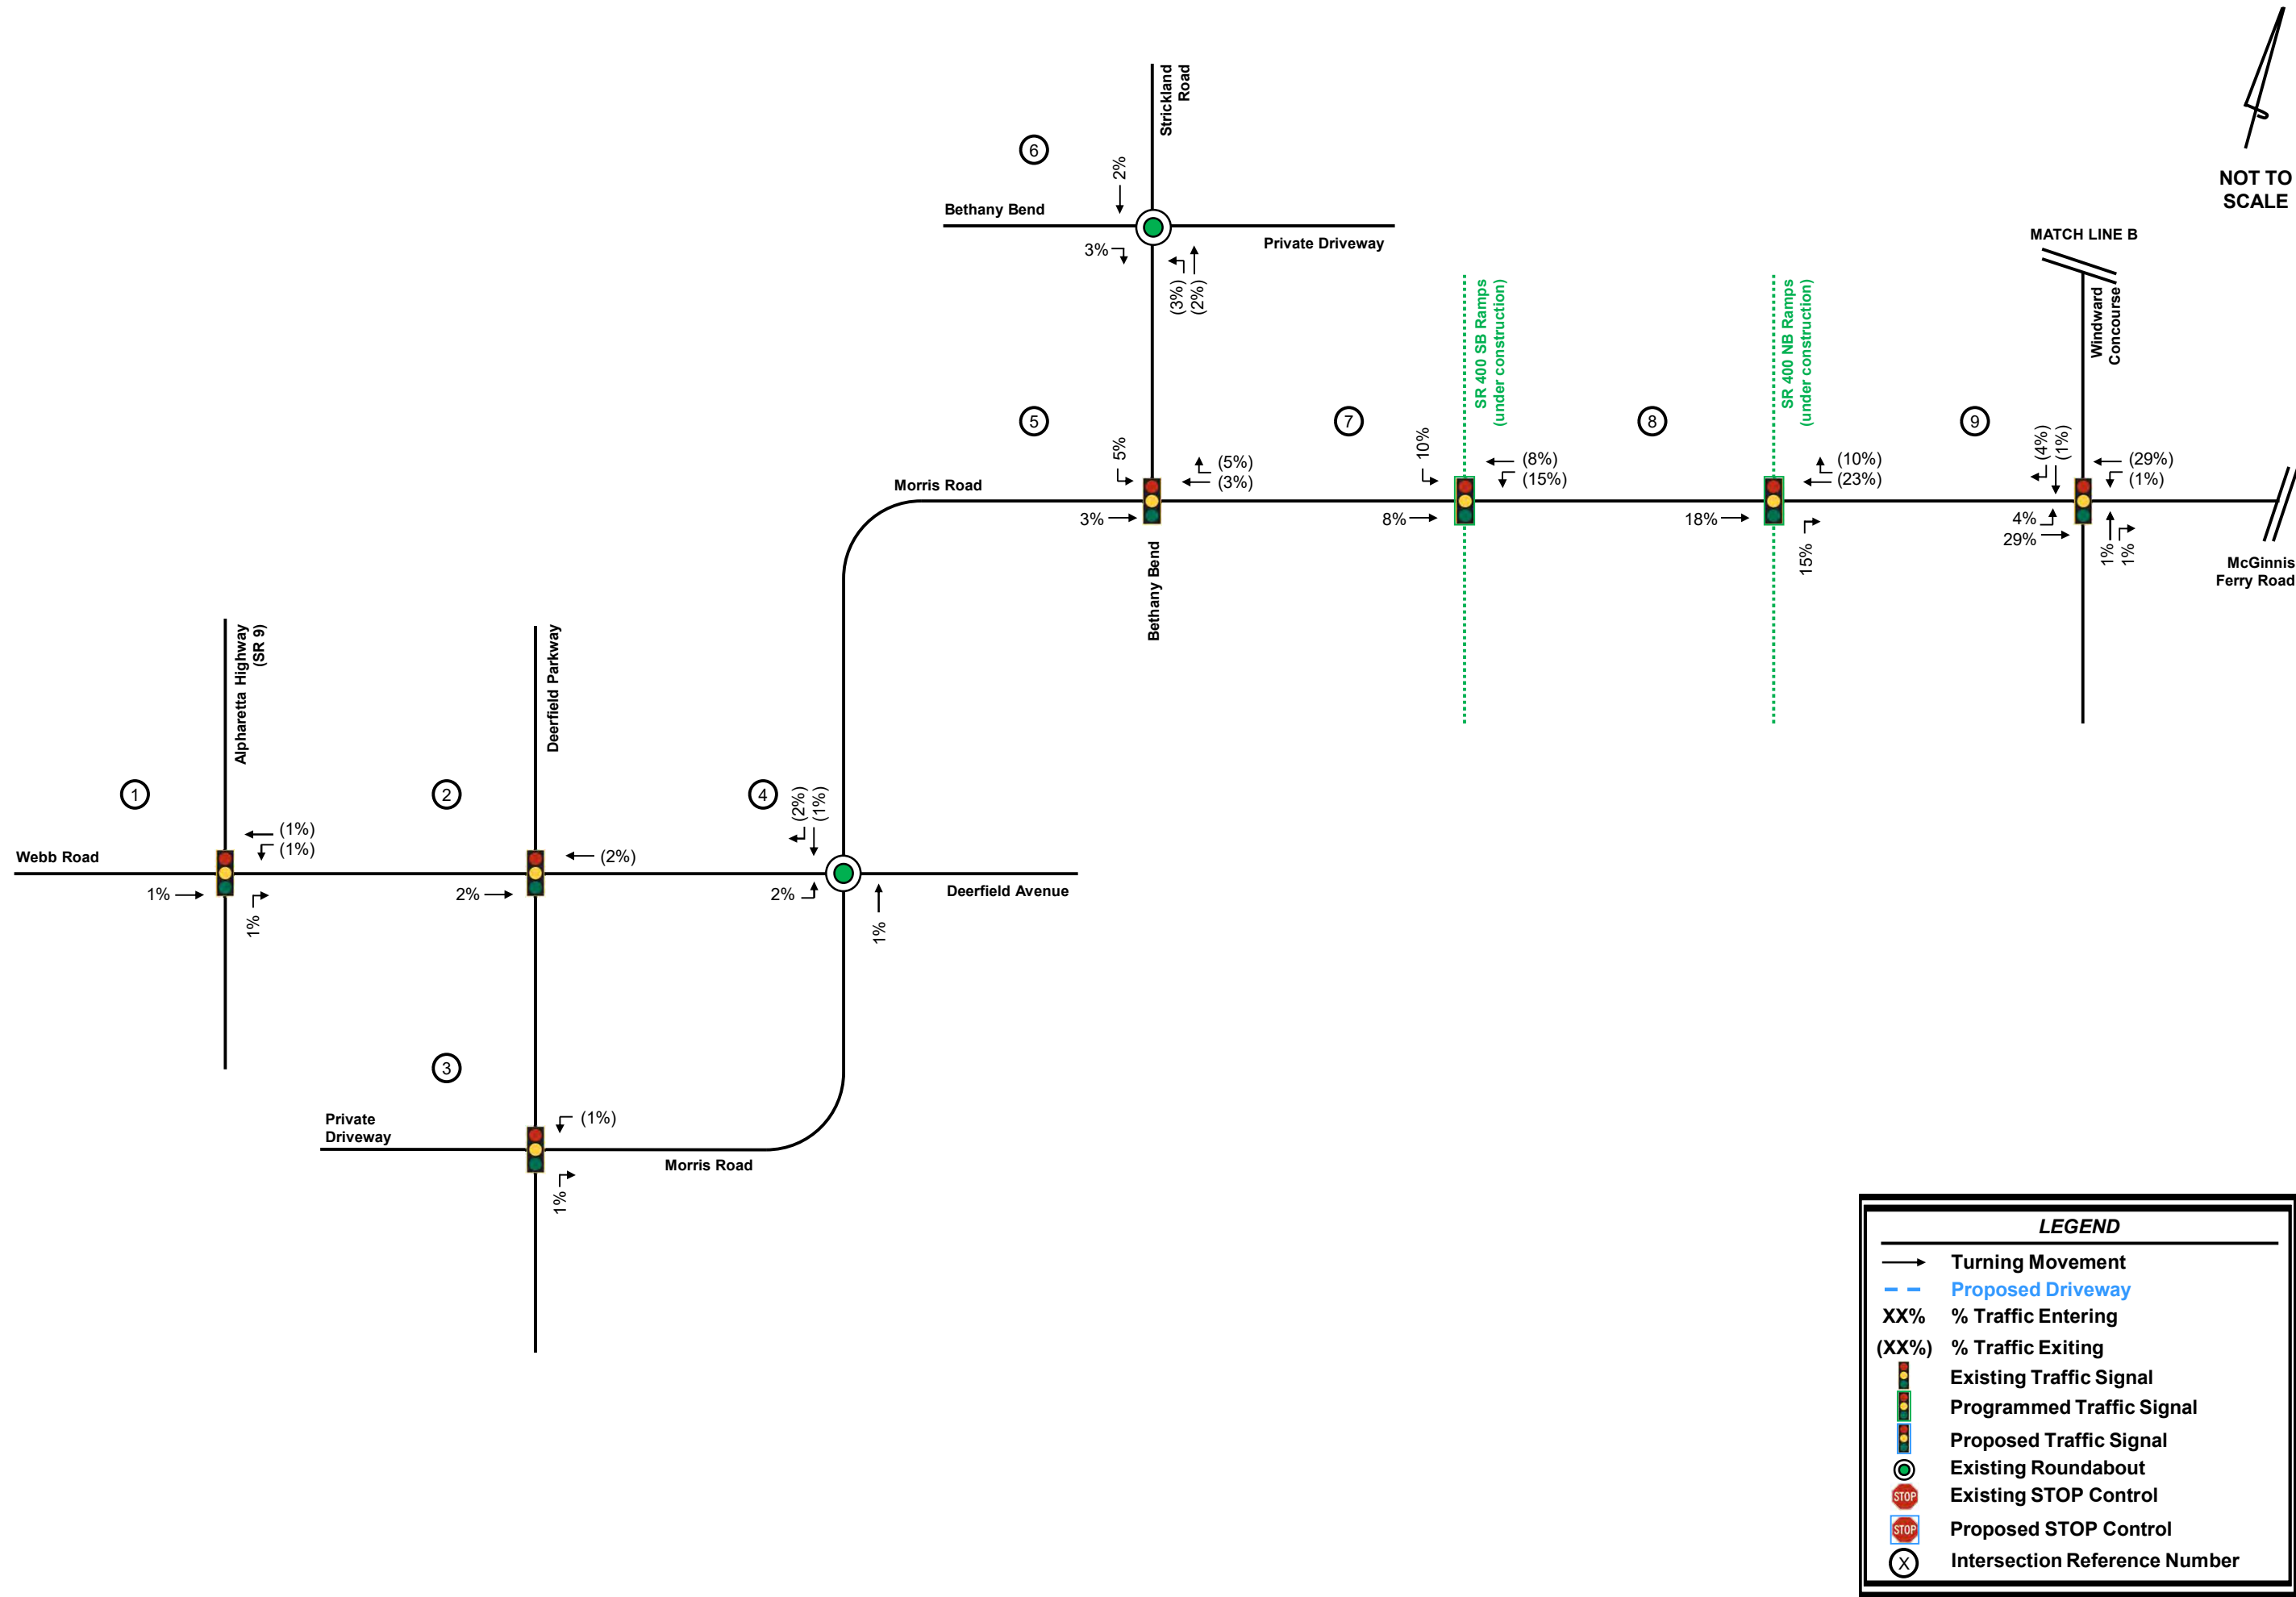 NOT TO
SCALE
Strickland
Road
6
2%
Bethany Bend
3%
Private Driveway
(3%)
(2%)
MATCH LINE B
Windward
Concourse
SR 400 SB Ramps
(under construction)
SR 400 NB Ramps
(under construction)
5
5%
(5%)
(3%)
Morris Road
3%
Bethany Bend
7
10%
(8%)
(15%)
8%
8
(10%)
(23%)
18%
15%
9
(4%)
(1%)
(29%)
(1%)
4%
29%
1%
1%
McGinnis
Ferry Road
Alpharetta Highway
(SR 9)
Deerfield Parkway
1
(1%)
(1%)
Webb Road
1%
1%
2
(2%)
2%
4
(2%)
(1%)
2%
1%
Deerfield Avenue
3
Private
Driveway
(1%)
1%
Morris Road
LEGEND
Turning Movement
Proposed Driveway
XX% % Traffic Entering
(XX%) % Traffic Exiting
Existing Traffic Signal
Programmed Traffic Signal
Proposed Traffic Signal
Existing Roundabout
STOP Existing STOP Control
STOP Proposed STOP Control
X Intersection Reference Number